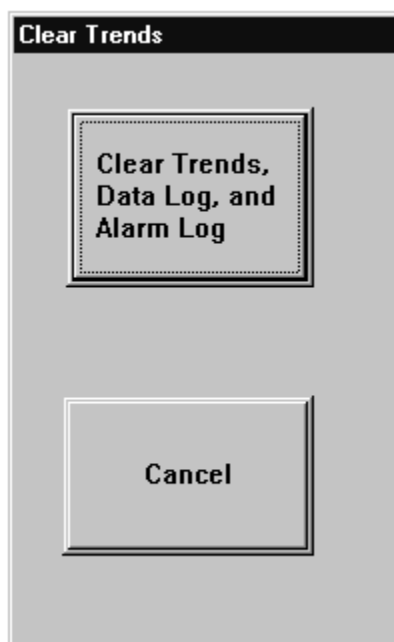 Clear Trends
Clear Trends,
Data Log, and
Alarm Log
Cancel